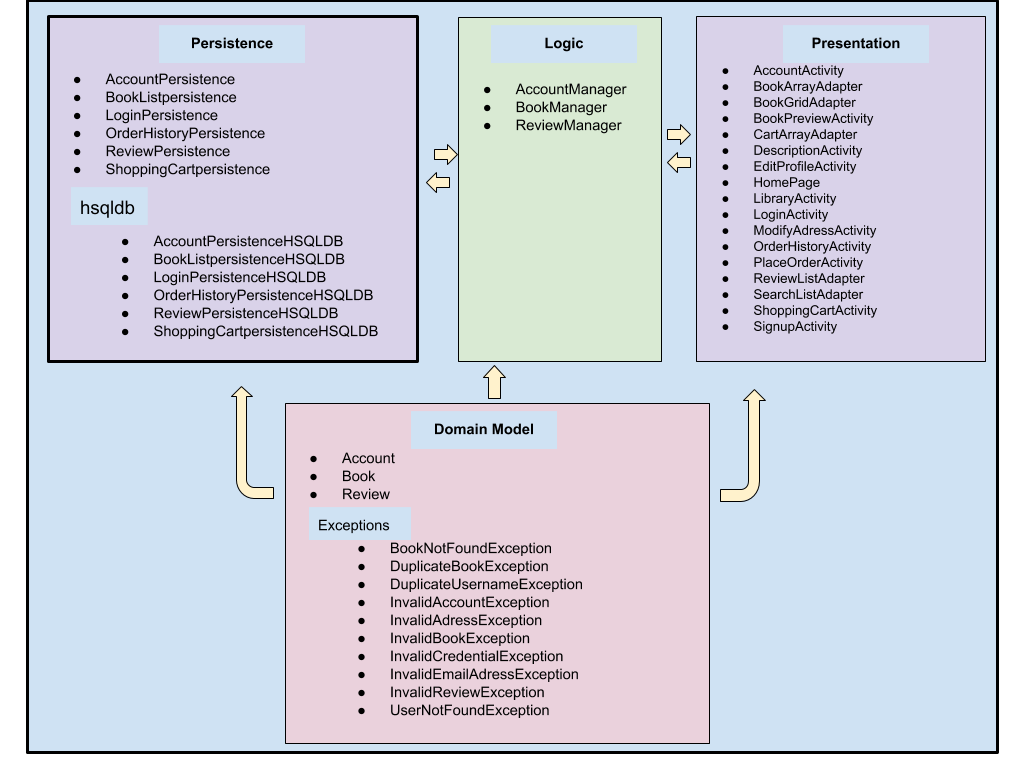 Persistence
● AccountPersistence
● BookListpersistence
● LoginPersistence
● OrderHistoryPersistence
● ReviewPersistence
● ShoppingCartpersistence
hsqldb
● AccountPersistenceHSQLDB
● BookListpersistenceHSQLDB
● LoginPersistenceHSQLDB
● OrderHistoryPersistenceHSQLDB
● ReviewPersistenceHSQLDB
● ShoppingCartpersistenceHSQLDB
Logic
● AccountManager
● BookManager
● ReviewManager
Presentation
● AccountActivity
● BookArrayAdapter
● BookGridAdapter
● BookPreviewActivity
● CartArrayAdapter
● DescriptionActivity
● EditProfileActivity
● HomePage
● LibraryActivity
● LoginActivity
● ModifyAdressActivity
● OrderHistoryActivity
● PlaceOrderActivity
● ReviewListAdapter
● SearchListAdapter
● ShoppingCartActivity
● SignupActivity
Domain Model
● Account
● Book
● Review
Exceptions
● BookNotFoundException
● DuplicateBookException
● DuplicateUsernameException
● InvalidAccountException
● InvalidAdressException
● InvalidBookException
● InvalidCredentialException
● InvalidEmailAdressException
● InvalidReviewException
● UserNotFoundException